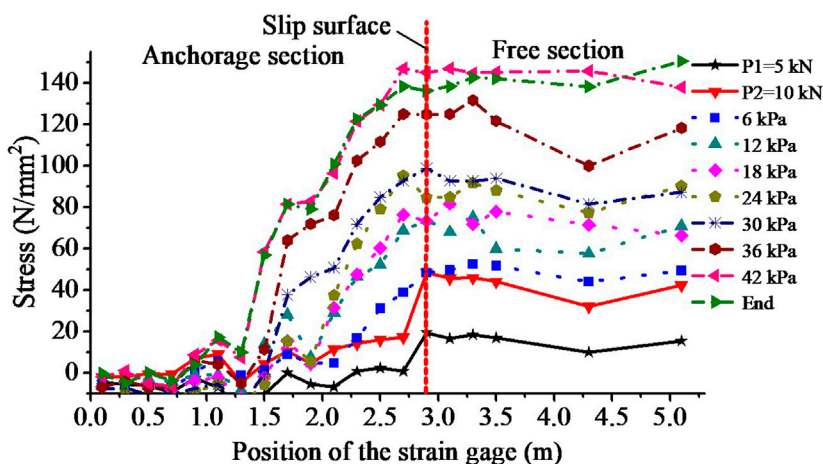 Slip surface
Anchorage section
Free section
Stress (N/mm²)
140
120
100
80
60
40
20
0
0.0 0.5 1.0 1.5 2.0 2.5 3.0 3.5 4.0 4.5 5.0
Position of the strain gage (m)
P1=5 kN
P2=10 kN
6 kPa
12 kPa
18 kPa
24 kPa
30 kPa
36 kPa
42 kPa
End